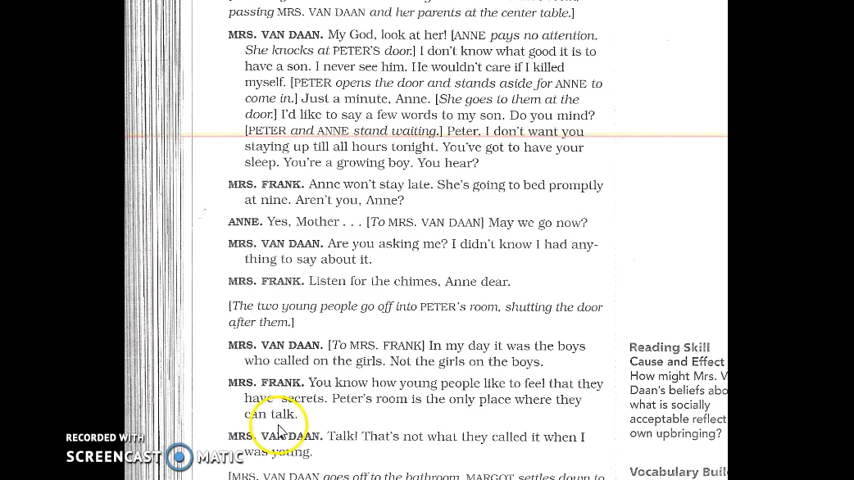 passing MRS. VAN DAAN and her parents at the center table.]
MRS. VAN DAAN. My God, look at her! [ANNE pays no attention.
She knocks at PETER'S door.] I don't know what good it is to
have a son. I never see him. He wouldn't care if I killed
myself. [PETER opens the door and stands aside for ANNE to
come in.] Just a minute, Anne. [She goes to them at the
door.] I'd like to say a few words to my son. Do you mind?
[PETER and ANNE stand waiting.] Peter, I don't want you
staying up till all hours tonight. You've got to have your
sleep. You're a growing boy. You hear?
MRS. FRANK. Anne won't stay late. She's going to bed promptly
at nine. Aren't you, Anne?
ANNE. Yes, Mother . . . [To MRS. VAN DAAN] May we go now?
MRS. VAN DAAN. Are you asking me? I didn't know I had any-
thing to say about it.
MRS. FRANK. Listen for the chimes, Anne dear.
[The two young people go off into PETER'S room, shutting the door
after them.]
MRS. VAN DAAN. [To MRS. FRANK] In my day it was the boys
who called on the girls. Not the girls on the boys.
MRS. FRANK. You know how young people like to feel that they
have secrets. Peter's room is the only place where they
can talk.
MRS. VAN DAAN. Talk! That's not what they called it when I
was young.
[MRS. VAN DAAN goes off to the bathroom. MARGOT settles down to
Reading Skill
Cause and Effect
How might Mrs. V
Daan's beliefs abo
what is socially
acceptable reflect
own upbringing?
Vocabulary Buil
RECORDED WITH
SCREENCAST MATIC